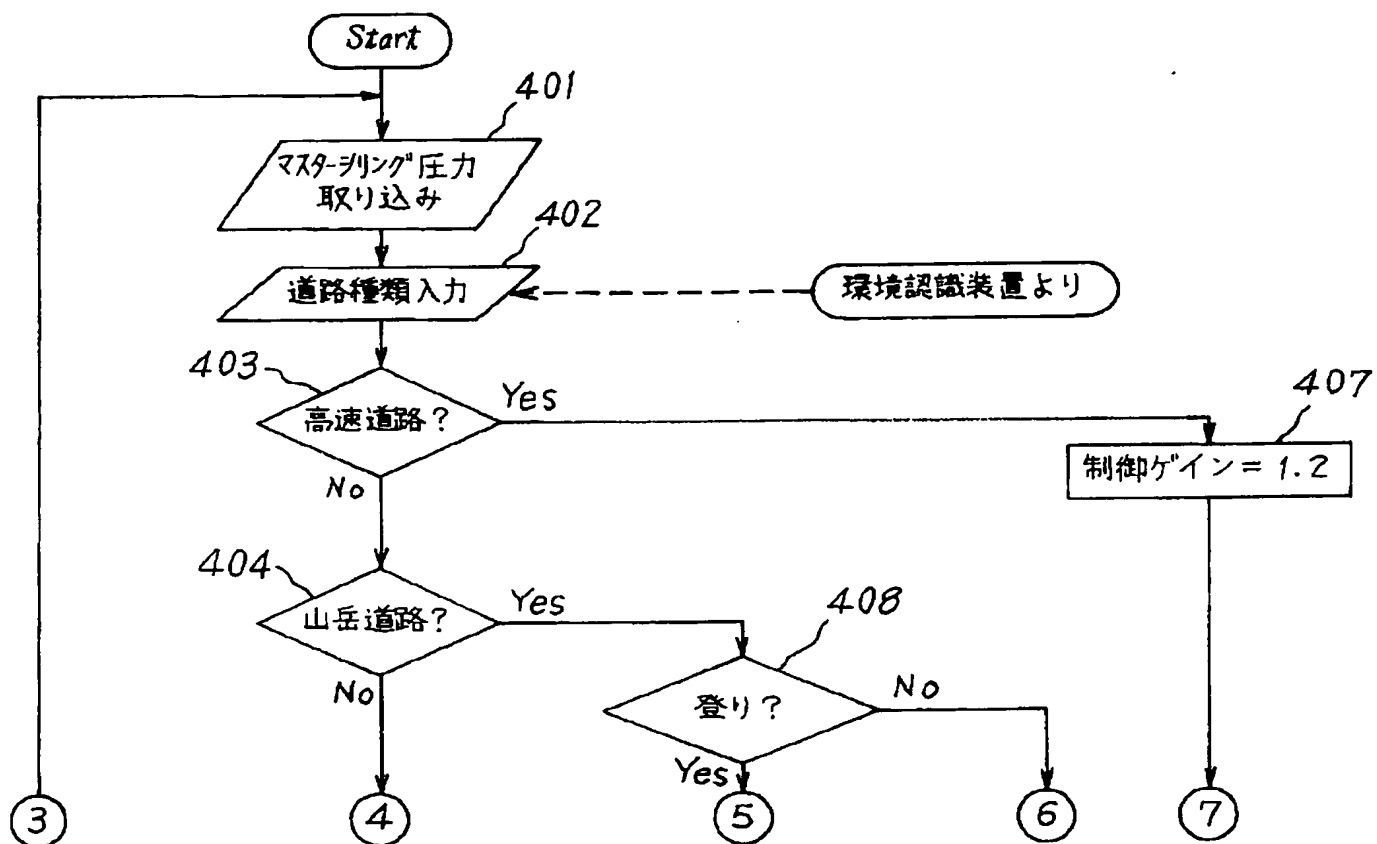 Start
401
マスターシリング圧力
取り込み
402
道路種類入力
環境認識装置より
403
高速道路?
Yes
407
制御ゲイン=1.2
No
404
山岳道路?
Yes
408
登り?
No
No
Yes
3
4
5
6
7